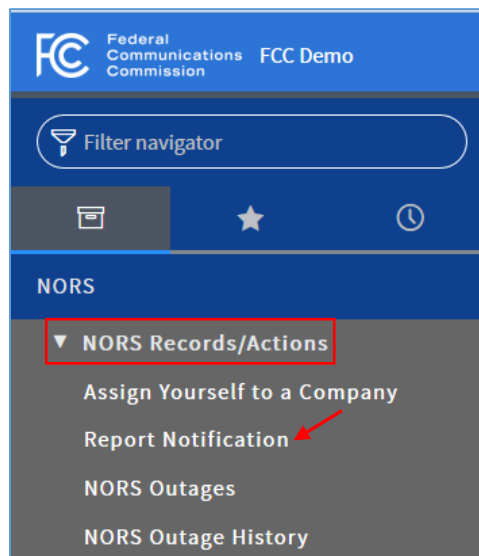 Federal
Communications
Commission
FCC FCC Demo
Filter navigator
NORS
NORS Records/Actions
Assign Yourself to a Company
Report Notification
NORS Outages
NORS Outage History